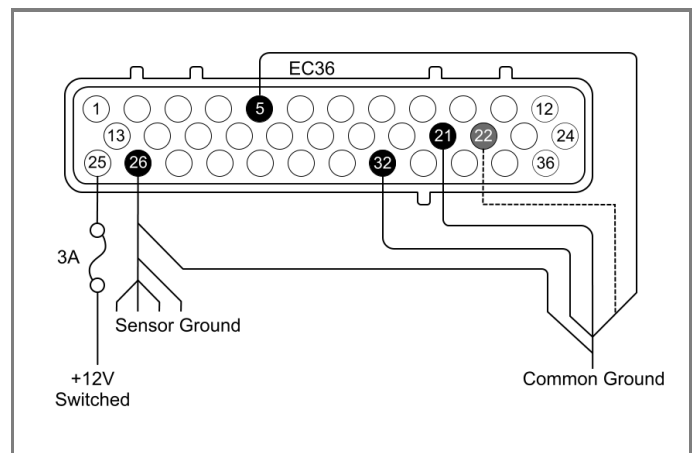 EC36
1
5
12
13
21
22
24
25
26
32
36
3A
Sensor Ground
+12V
Switched
Common Ground